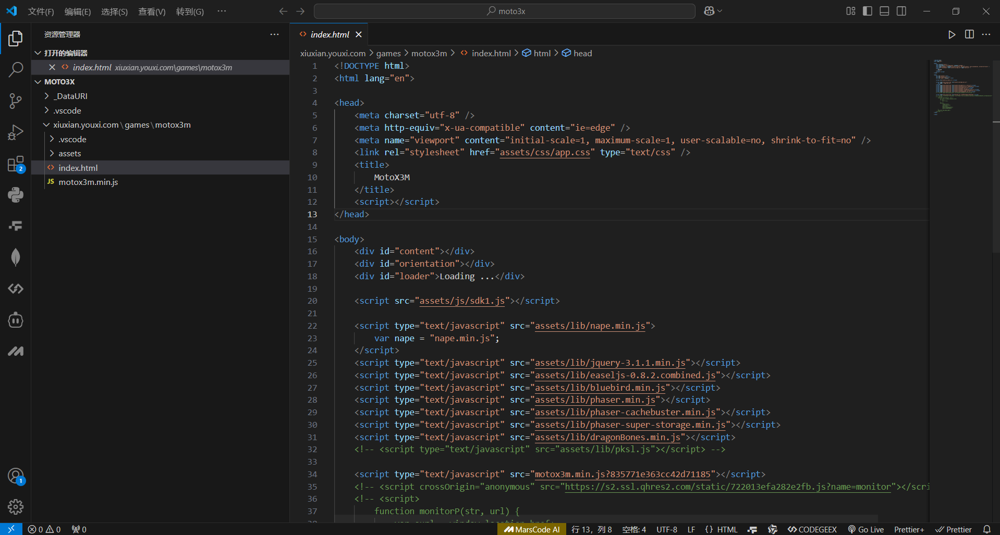 文件(F) 编辑(E) 选择(S) 查看(V) 转到(G) ··· moto3x
资源管理器
打开的编辑器
index.html xiuxian.youxi.com\games\motox3m
MOTO3X
_DataURI
.vscode
xiuxian.youxi.com\games\motox3m
.vscode
assets
index.html
JS motox3m.min.js
2
1
index.html
xiuxian.youxi.com > games > motox3m > index.html > html > head
1 <!DOCTYPE html>
2 <html lang="en">
3
4 <head>
5 <meta charset="utf-8" />
6 <meta http-equiv="x-ua-compatible" content="ie=edge" />
7 <meta name="viewport" content="initial-scale=1, maximum-scale=1, user-scalable=no, shrink-to-fit=no" />
8 <link rel="stylesheet" href="assets/css/app.css" type="text/css" />
9 <title>
10 MotoX3M
11 </title>
12 <script></script>
13 </head>
14
15 <body>
16 <div id="content"></div>
17 <div id="orientation"></div>
18 <div id="loader">Loading ...</div>
19
20 <script src="assets/js/sdk1.js"></script>
21
22 <script type="text/javascript" src="assets/lib/nape.min.js">
23 var nape = "nape.min.js";
24 </script>
25 <script type="text/javascript" src="assets/lib/jquery-3.1.1.min.js"></script>
26 <script type="text/javascript" src="assets/lib/easeljs-0.8.2.combined.js"></script>
27 <script type="text/javascript" src="assets/lib/bluebird.min.js"></script>
28 <script type="text/javascript" src="assets/lib/phaser.min.js"></script>
29 <script type="text/javascript" src="assets/lib/phaser-cachebuster.min.js"></script>
30 <script type="text/javascript" src="assets/lib/phaser-super-storage.min.js"></script>
31 <script type="text/javascript" src="assets/lib/dragonBones.min.js"></script>
32 <!-- <script type="text/javascript" src="assets/lib/pksl.js"></script> -->
33
34 <script type="text/javascript" src="motox3m.min.js?835771e363cc42d71185"></script>
35 <!-- <script crossOrigin="anonymous" src="https://s2.ssl.qhres2.com/static/722013efa282e2fb.js?name=monitor"></scri
36 <!-- <script>
37 function monitorP(str, url) {
0 0 0 MarsCode AI 行 13，列 8 空格: 4 UTF-8 LF {} HTML CODEGEEX Go Live Prettier+ Prettier